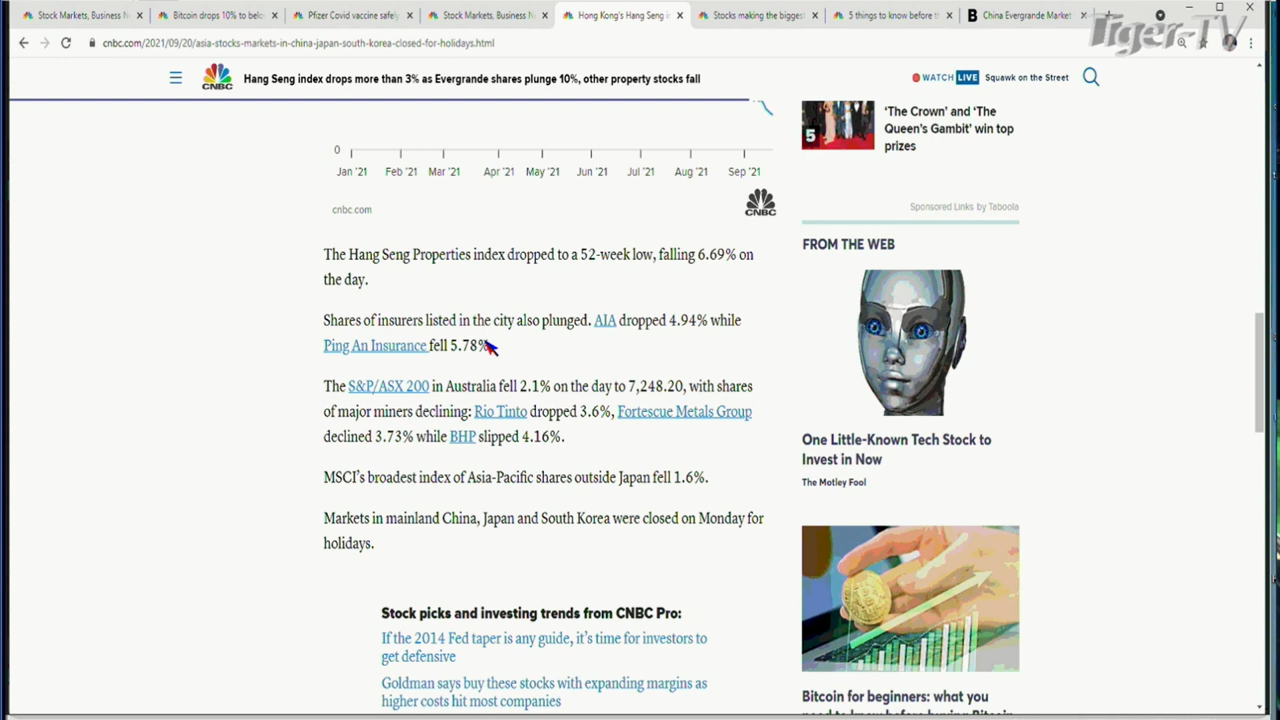 Stock Markets, Business N
Bitcoin drops 10% to belo
Pfizer Covid vaccine safely
Stock Markets, Business N
Hong Kong's Hang Seng in
Stocks making the bigges
5 things to know before t
China Evergrande Market
Tiger-TV
cnbc.com/2021/09/20/asia-stocks-markets-in-china-japan-south-korea-closed-for-holidays.html
CNBC
Hang Seng index drops more than 3% as Evergrande shares plunge 10%, other property stocks fall
WATCH LIVE Squawk on the Street
0
Jan '21 Feb '21 Mar '21 Apr '21 May '21 Jun '21 Jul '21 Aug '21 Sep '21
cnbc.com
CNBC
The Hang Seng Properties index dropped to a 52-week low, falling 6.69% on
the day.
Shares of insurers listed in the city also plunged. AIA dropped 4.94% while
Ping An Insurance fell 5.78%
The S&P/ASX 200 in Australia fell 2.1% on the day to 7,248.20, with shares
of major miners declining: Rio Tinto dropped 3.6%, Fortescue Metals Group
declined 3.73% while BHP slipped 4.16%.
MSCI's broadest index of Asia-Pacific shares outside Japan fell 1.6%.
Markets in mainland China, Japan and South Korea were closed on Monday for
holidays.
Stock picks and investing trends from CNBC Pro:
If the 2014 Fed taper is any guide, it's time for investors to
get defensive
Goldman says buy these stocks with expanding margins as
higher costs hit most companies
5
'The Crown' and 'The
Queen's Gambit' win top
prizes
Sponsored Links by Taboola
FROM THE WEB
One Little-Known Tech Stock to
Invest in Now
The Motley Fool
Bitcoin for beginners: what you
need to know before buying Bitcoin